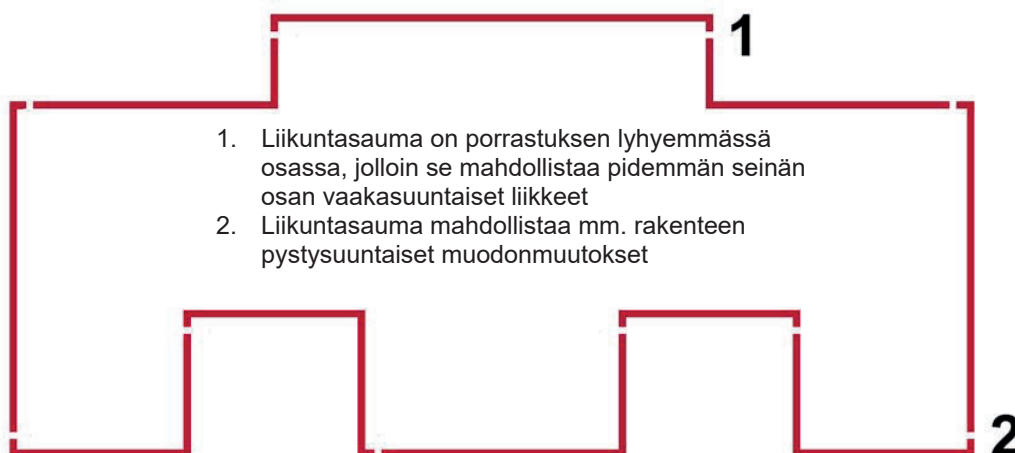 1
1. Liikuntasauma on porrastuksen lyhyemmässä
osassa, jolloin se mahdollistaa pidemmän seinän
osan vaakasuuntaiset liikkeet
2. Liikuntasauma mahdollistaa mm. rakenteen
pystysuuntaiset muodonmuutokset
2